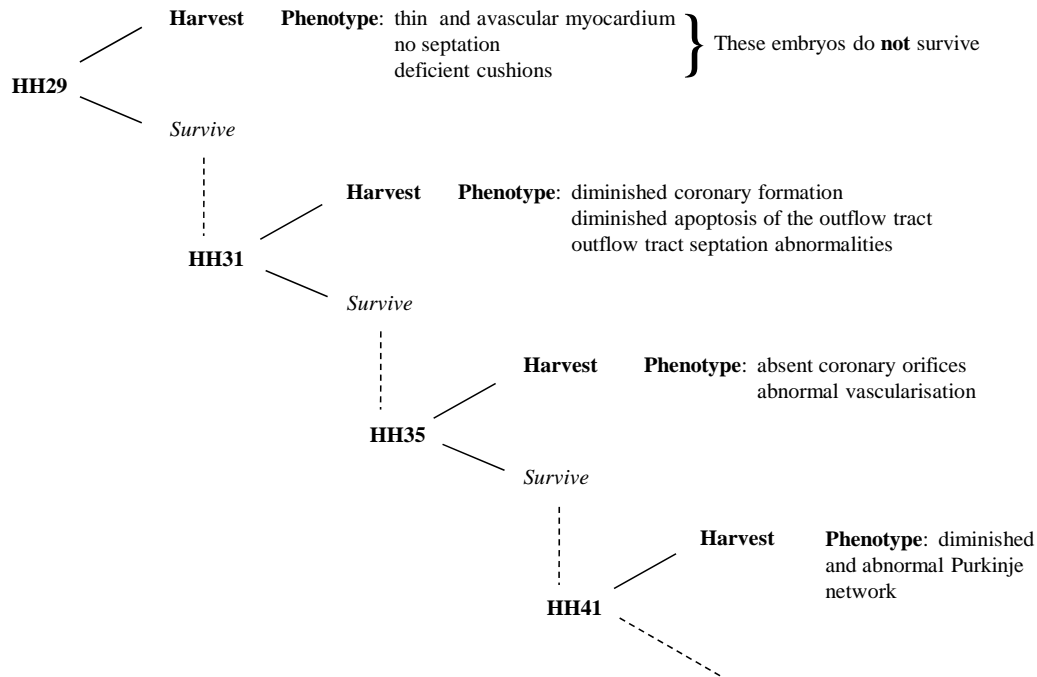 Harvest Phenotype: thin and avascular myocardium
no septation
deficient cushions
} These embryos do not survive
HH29
Survive
Harvest Phenotype: diminished coronary formation
diminished apoptosis of the outflow tract
outflow tract septation abnormalities
HH31
Survive
Harvest Phenotype: absent coronary orifices
abnormal vascularisation
HH35
Survive
Harvest Phenotype: diminished
and abnormal Purkinje
network
HH41